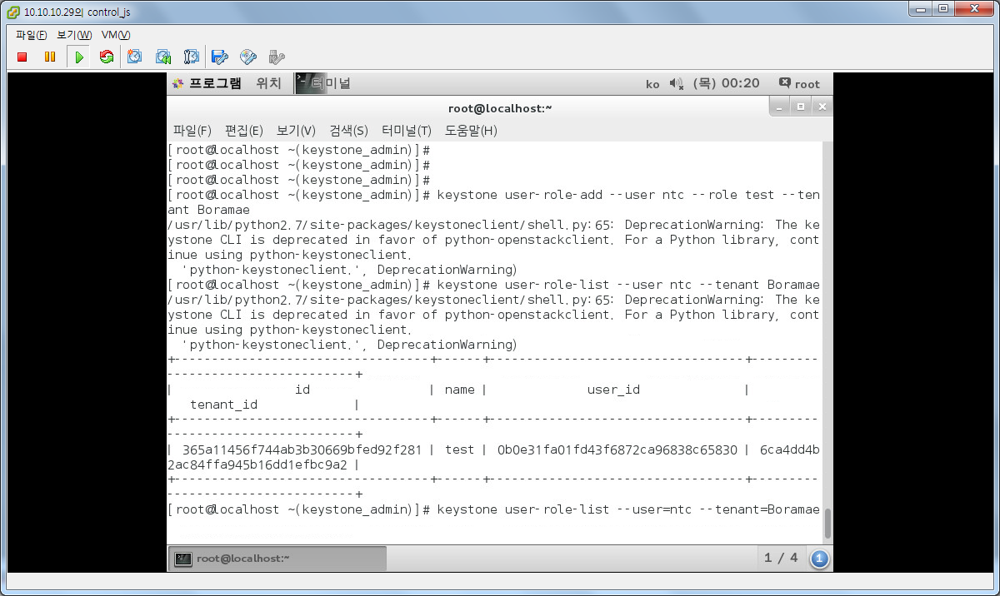 10.10.10.29의 control_js
파일(F) 보기(W) VM(V)
프로그램 위치 터미널 ko (목) 00:20 root
root@localhost:~
파일(F) 편집(E) 보기(V) 검색(S) 터미널(T) 도움말(H)
[root@localhost ~(keystone_admin)]#
[root@localhost ~(keystone_admin)]#
[root@localhost ~(keystone_admin)]#
[root@localhost ~(keystone_admin)]# keystone user-role-add --user ntc --role test --ten
ant Boramae
/usr/lib/python2.7/site-packages/keystoneclient/shell.py:65: DeprecationWarning: The ke
ystone CLI is deprecated in favor of python-openstackclient. For a Python library, cont
inue using python-keystoneclient.
  'python-keystoneclient.', DeprecationWarning)
[root@localhost ~(keystone_admin)]# keystone user-role-list --user ntc --tenant Boramae
/usr/lib/python2.7/site-packages/keystoneclient/shell.py:65: DeprecationWarning: The ke
ystone CLI is deprecated in favor of python-openstackclient. For a Python library, cont
inue using python-keystoneclient.
  'python-keystoneclient.', DeprecationWarning)
+----------------------------------+------+----------------------------------+---------
-------------------------+
|                id                | name |             user_id              |
   tenant_id             |
+----------------------------------+------+----------------------------------+---------
-------------------------+
| 365a11456f744ab3b30669bfed92f281 | test | 0b0e31fa01fd43f6872ca96838c65830 | 6ca4dd4b
2ac84ffa945b16dd1efbc9a2 |
+----------------------------------+------+----------------------------------+---------
-------------------------+
[root@localhost ~(keystone_admin)]# keystone user-role-list --user=ntc --tenant=Boramae
root@localhost:~ 1 / 4 1